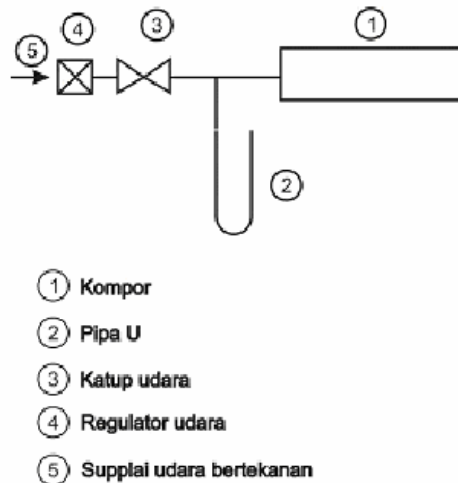 1
3
4
5
2
1 Kompor
2 Pipa U
3 Katup udara
4 Regulator udara
5 Supplai udara bertekanan